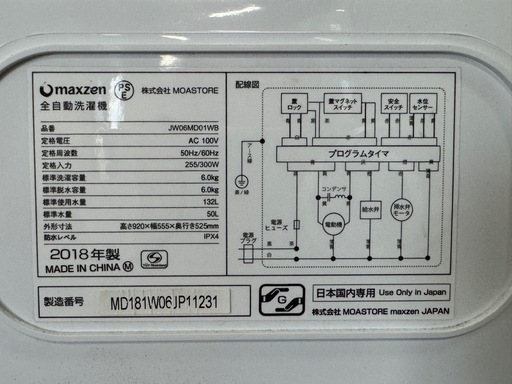 maxzen PS E 株式会社 MOASTORE
全自動洗濯機
品番 JW06MD01WB
定格電圧 AC 100V
定格周波数 50Hz/60Hz
定格入力 255/300W
標準洗濯容量 6.0kg
標準脱水容量 6.0kg
標準使用水量 132L
標準水量 50L
外形寸法 高さ920×幅555×奥行き525mm
防水レベル IPX4
2018年製
MADE IN CHINA M
製造番号 MD181W06JP11231
配線図
蓋
ロック
蓋マグネット
スイッチ
安全
スイッチ
水位
センサー
アース線
プログラムタイマ
緑/緑
コンデンサ
電動機
給水弁
排水弁
モータ
電源
ヒューズ
電源
プラグ
黒
白
G
日本国内専用 Use Only in Japan
株式会社 MOASTORE maxzen JAPAN